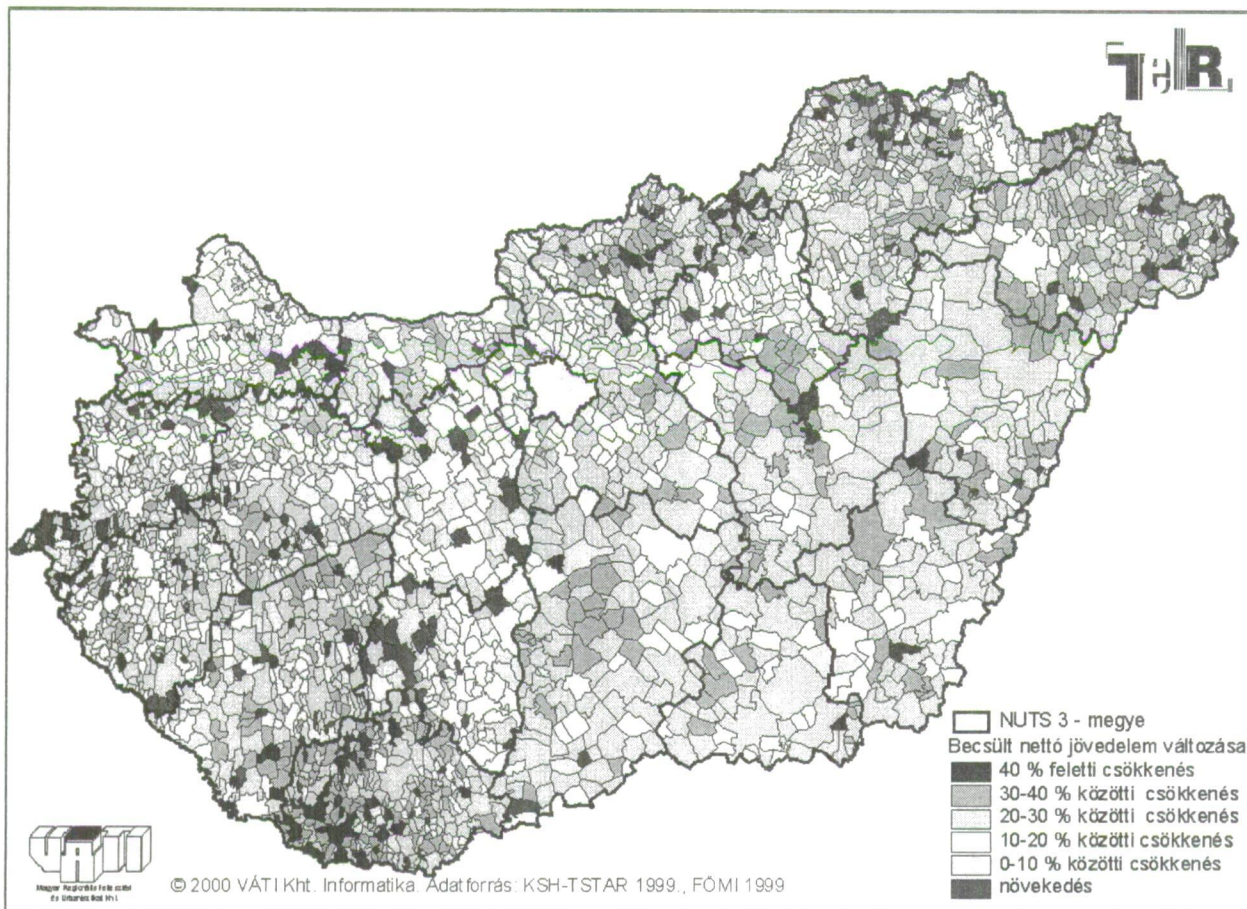 TeIR
NUTS 3 - megye
Becsült nettó jövedelem változása
40 % feletti csökkenés
30-40 % közötti csökkenés
20-30 % közötti csökkenés
10-20 % közötti csökkenés
0-10 % közötti csökkenés
növekedés
VÁTI
© 2000 VÁTI Kht. Informatika. Adatforrás: KSH-TSTAR 1999., FÖMI 1999